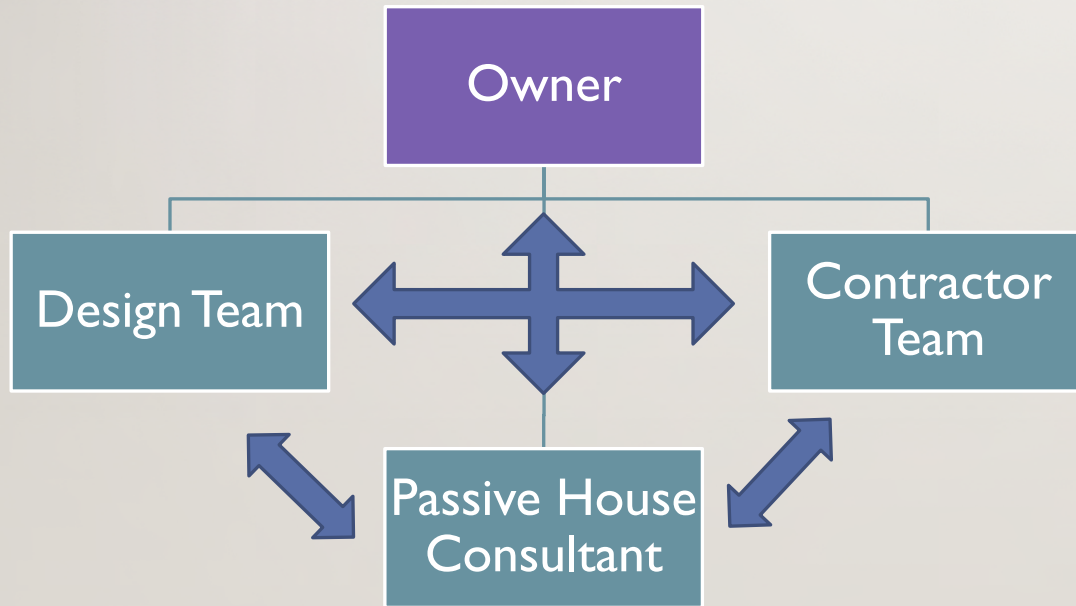 Owner
Design Team
Contractor
Team
Passive House
Consultant